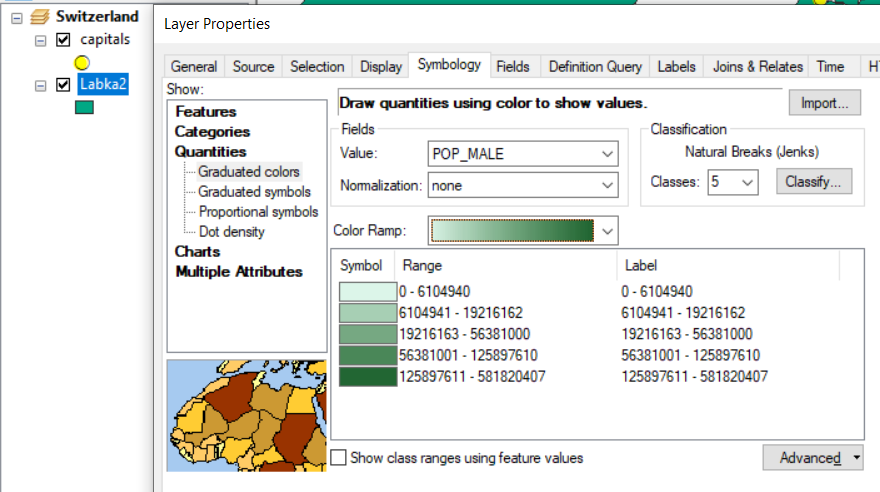 Switzerland
capitals
Labka2
Layer Properties
General Source Selection Display Symbology Fields Definition Query Labels Joins & Relates Time
Show:
Features
Categories
Quantities
Graduated colors
Graduated symbols
Proportional symbols
Dot density
Charts
Multiple Attributes
Draw quantities using color to show values.
Import...
Fields
Value: POP_MALE
Normalization: none
Classification
Natural Breaks (Jenks)
Classes: 5 Classify...
Color Ramp:
Symbol Range Label
0 - 6104940 0 - 6104940
6104941 - 19216162 6104941 - 19216162
19216163 - 56381000 19216163 - 56381000
56381001 - 125897610 56381001 - 125897610
125897611 - 581820407 125897611 - 581820407
Show class ranges using feature values
Advanced